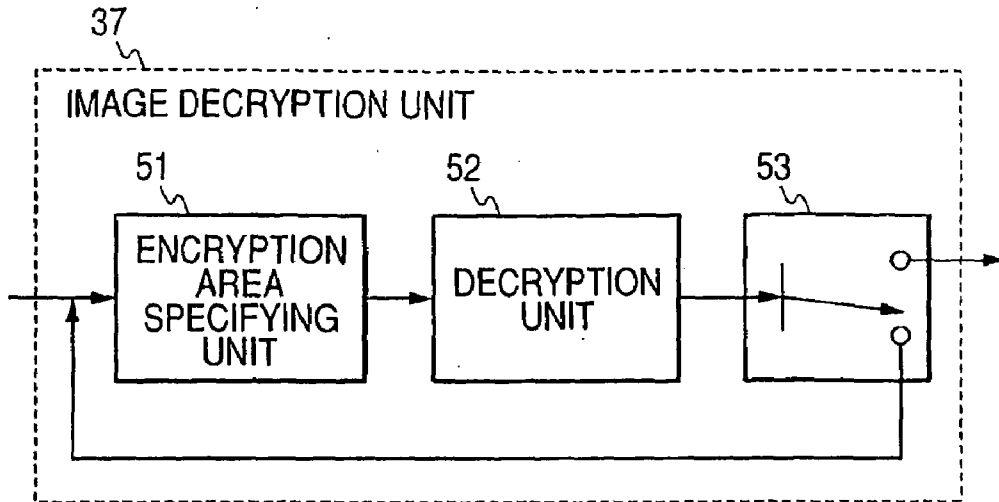 37
IMAGE DECRYPTION UNIT
51
52
53
ENCRYPTION
AREA
SPECIFYING
UNIT
DECRYPTION
UNIT